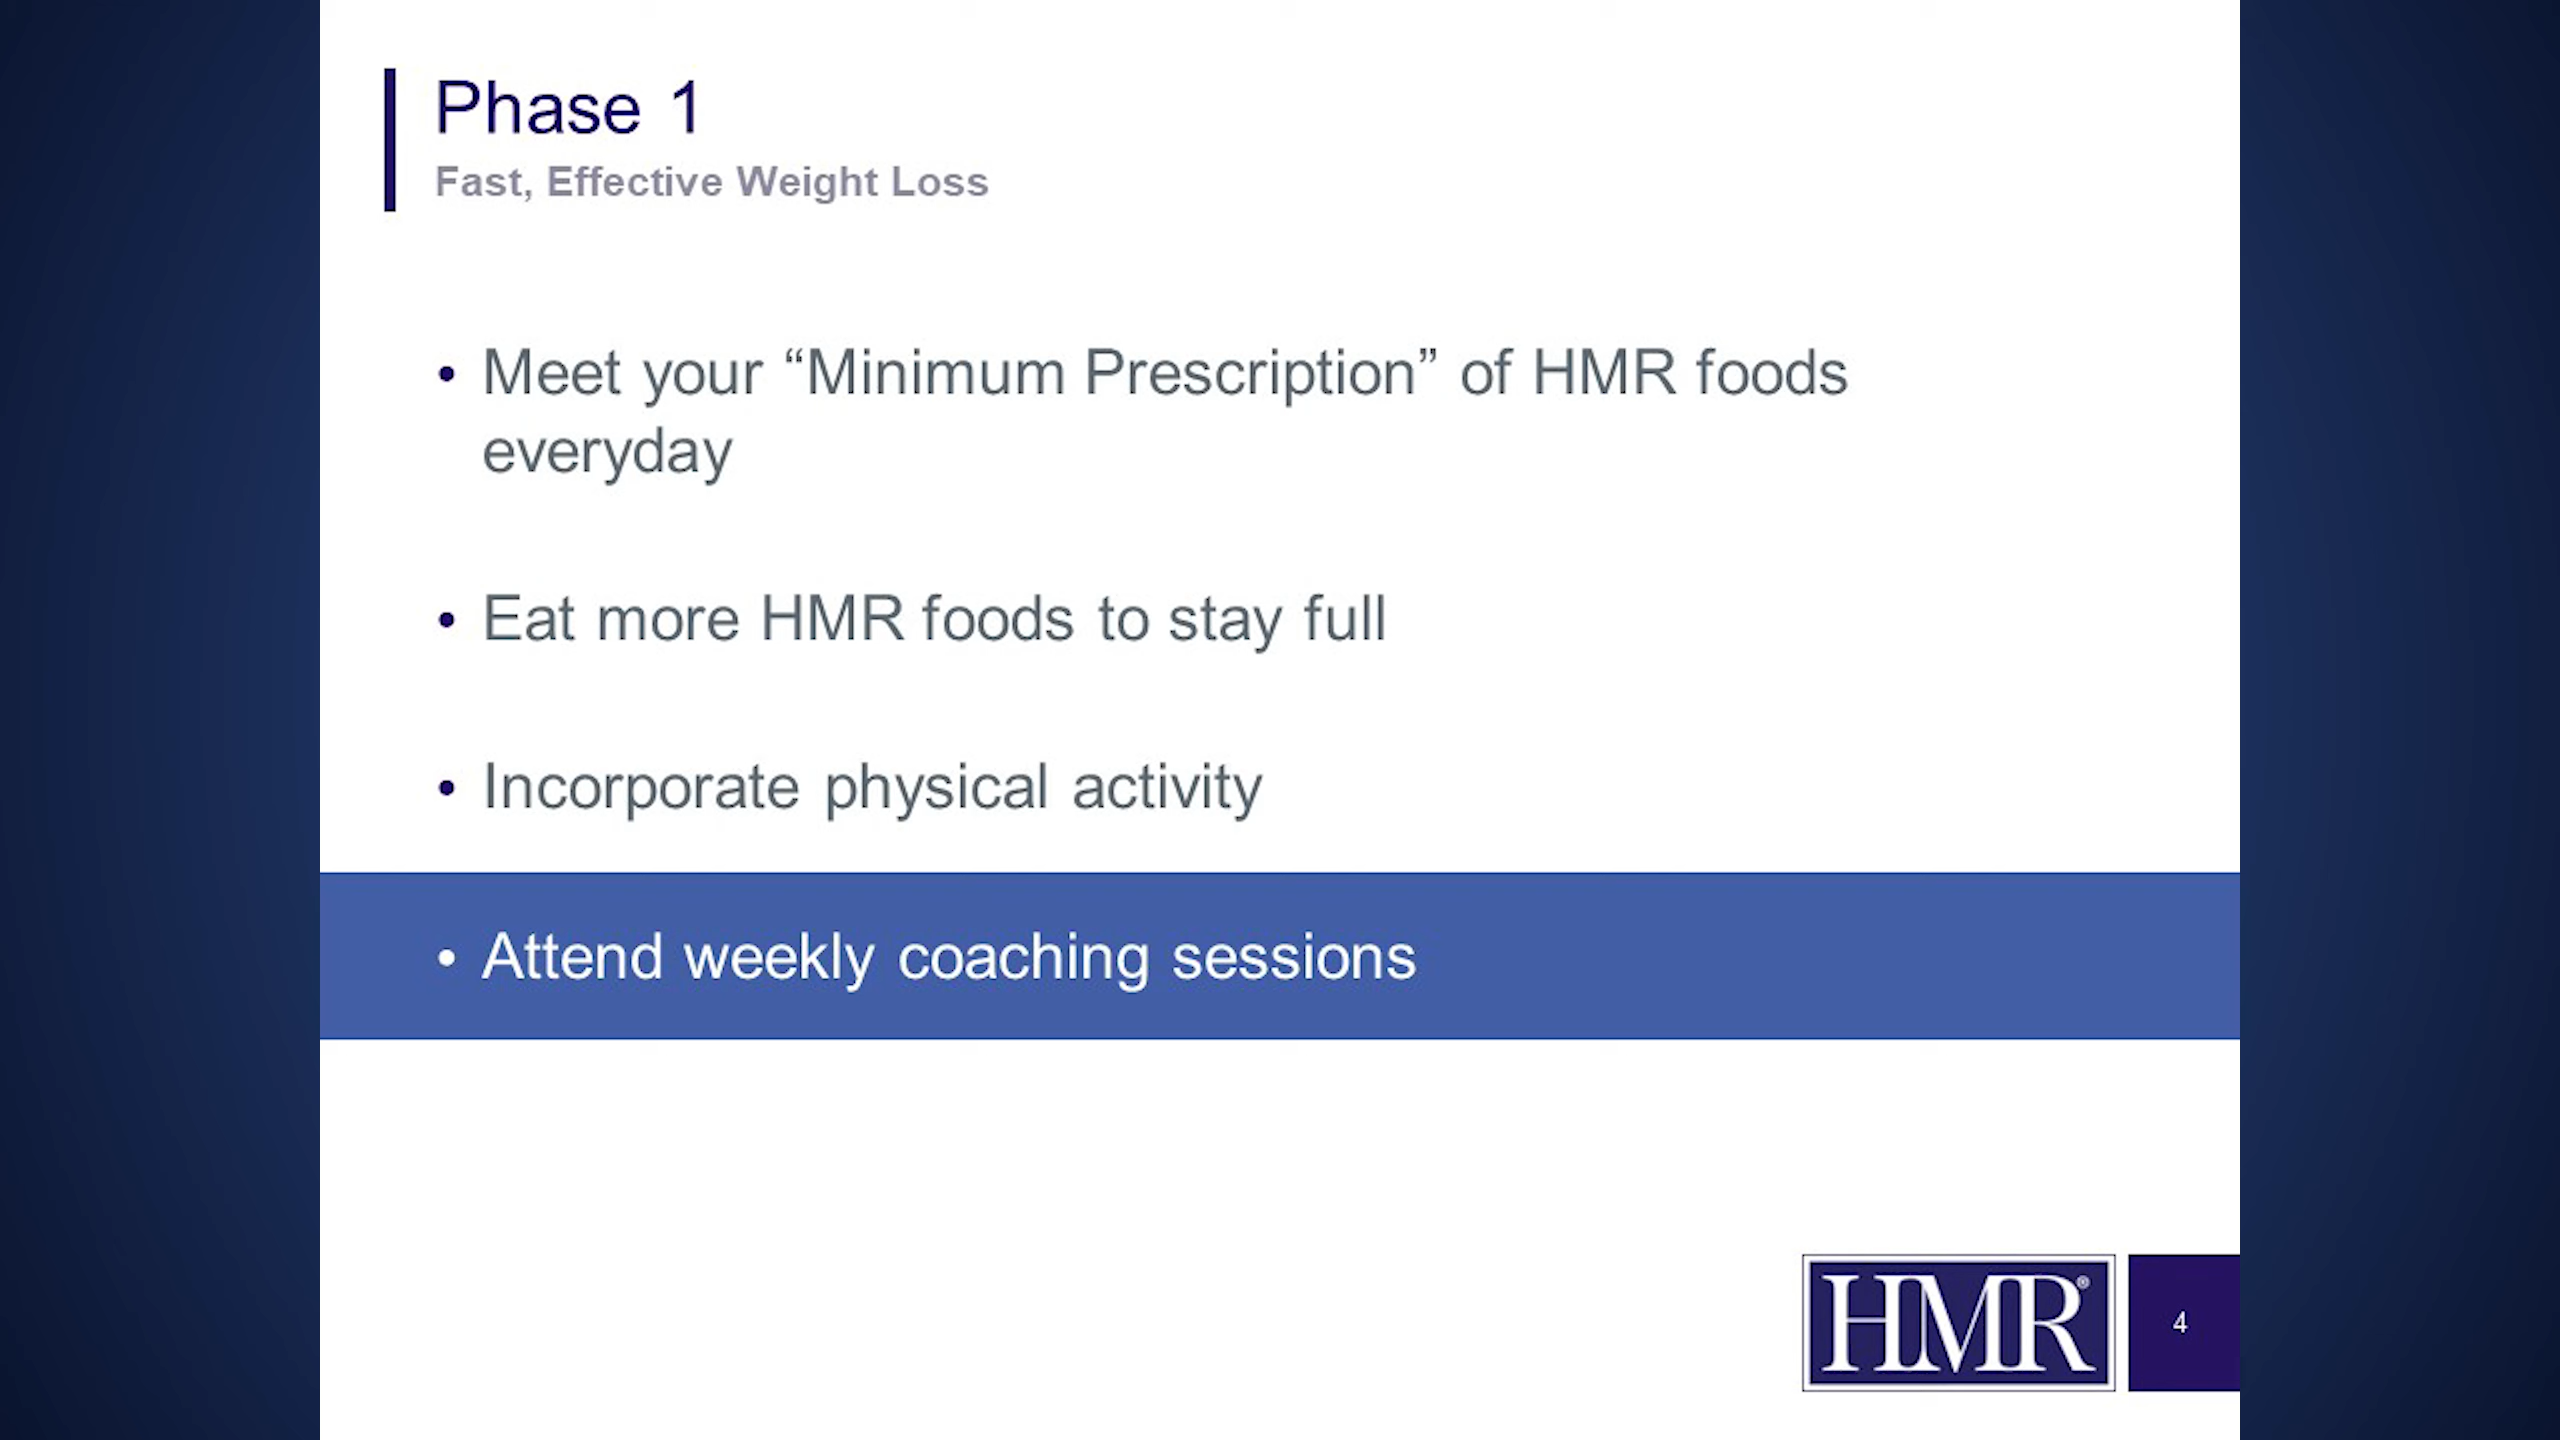 Phase 1
Fast, Effective Weight Loss
• Meet your “Minimum Prescription” of HMR foods
everyday
• Eat more HMR foods to stay full
• Incorporate physical activity
• Attend weekly coaching sessions
HMR®
4